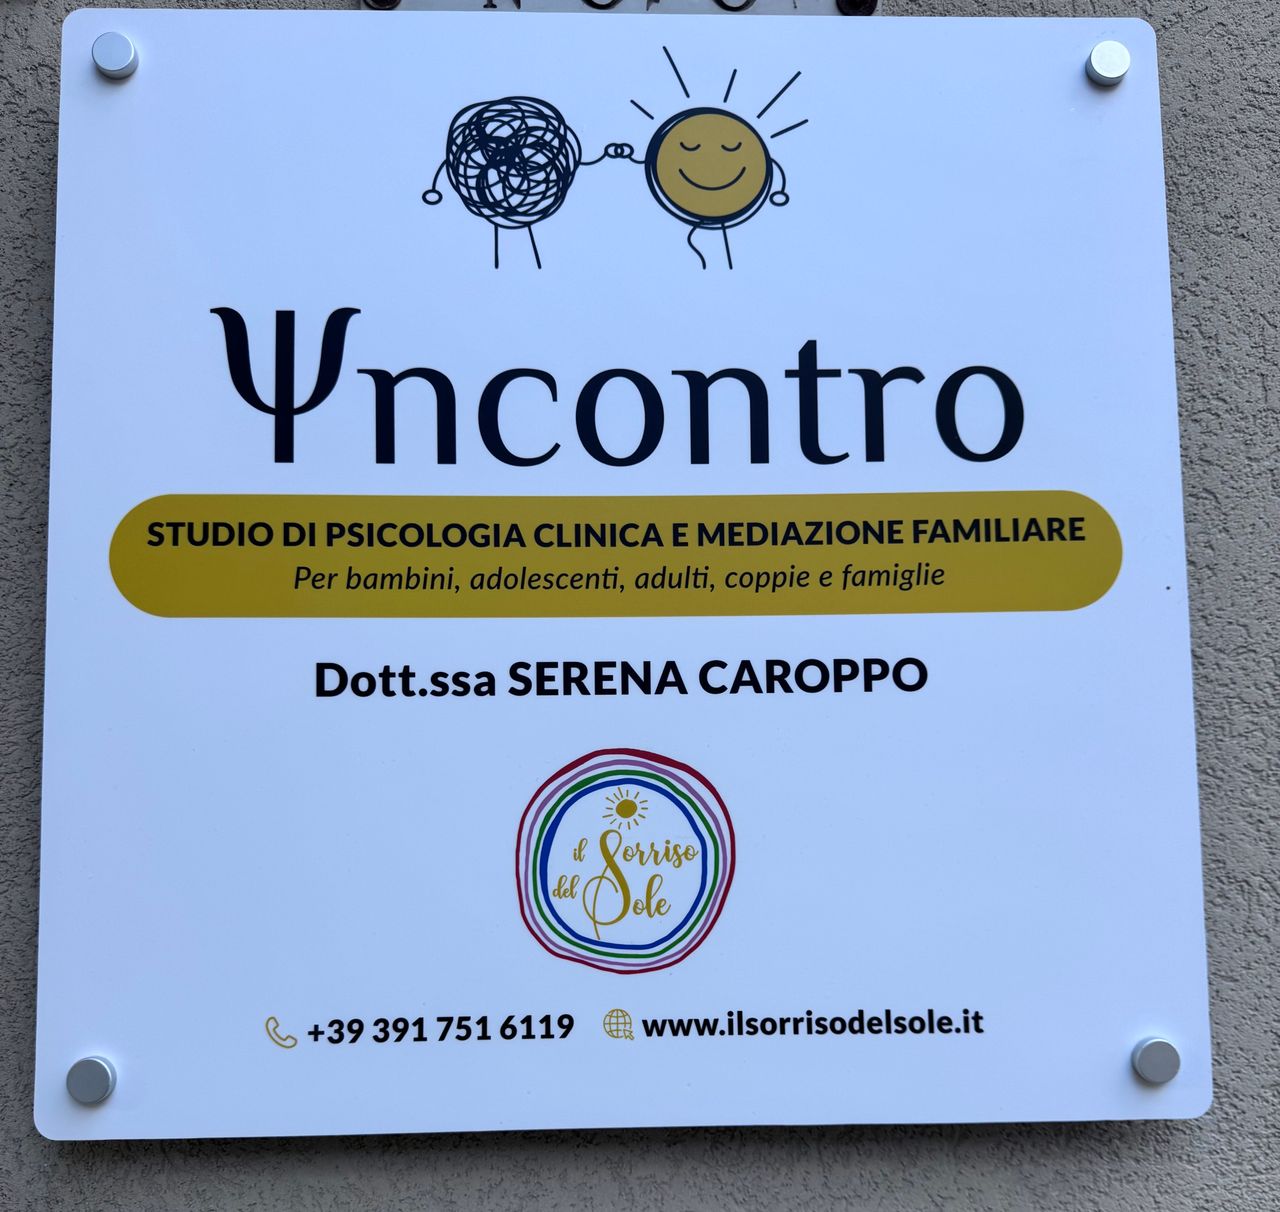 Ψncontro
STUDIO DI PSICOLOGIA CLINICA E MEDIAZIONE FAMILIARE
Per bambini, adolescenti, adulti, coppie e famiglie
Dott.ssa SERENA CAROPPO
il Sorriso
del Sole
+39 391 751 6119 www.ilsorrisodelsole.it